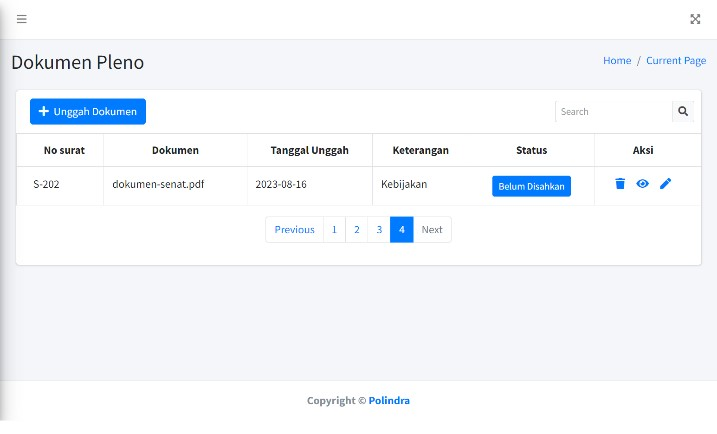 Dokumen Pleno
Home / Current Page
Unggah Dokumen
Search
No surat Dokumen Tanggal Unggah Keterangan Status Aksi
S-202 dokumen-senat.pdf 2023-08-16 Kebijakan Belum Disahkan
Previous 1 2 3 4 Next
Copyright © Polindra